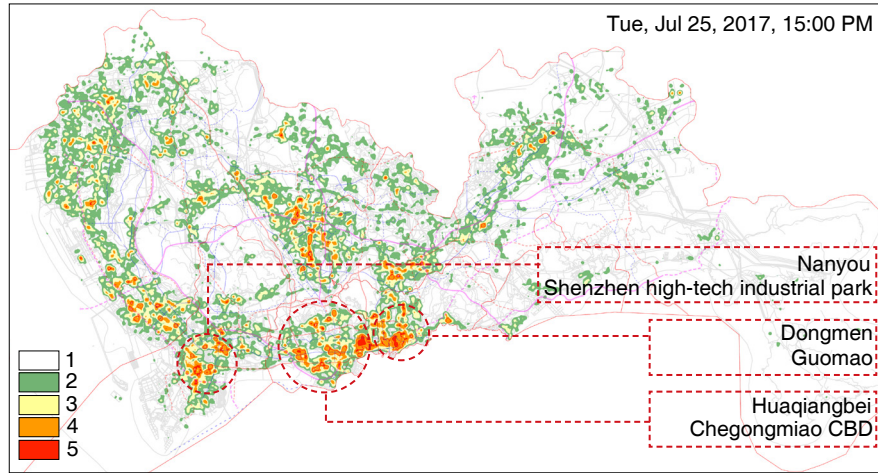 Tue, Jul 25, 2017, 15:00 PM
Nanyou
Shenzhen high-tech industrial park
Dongmen
Guomao
Huaqiangbei
Chegongmiao CBD
1
2
3
4
5